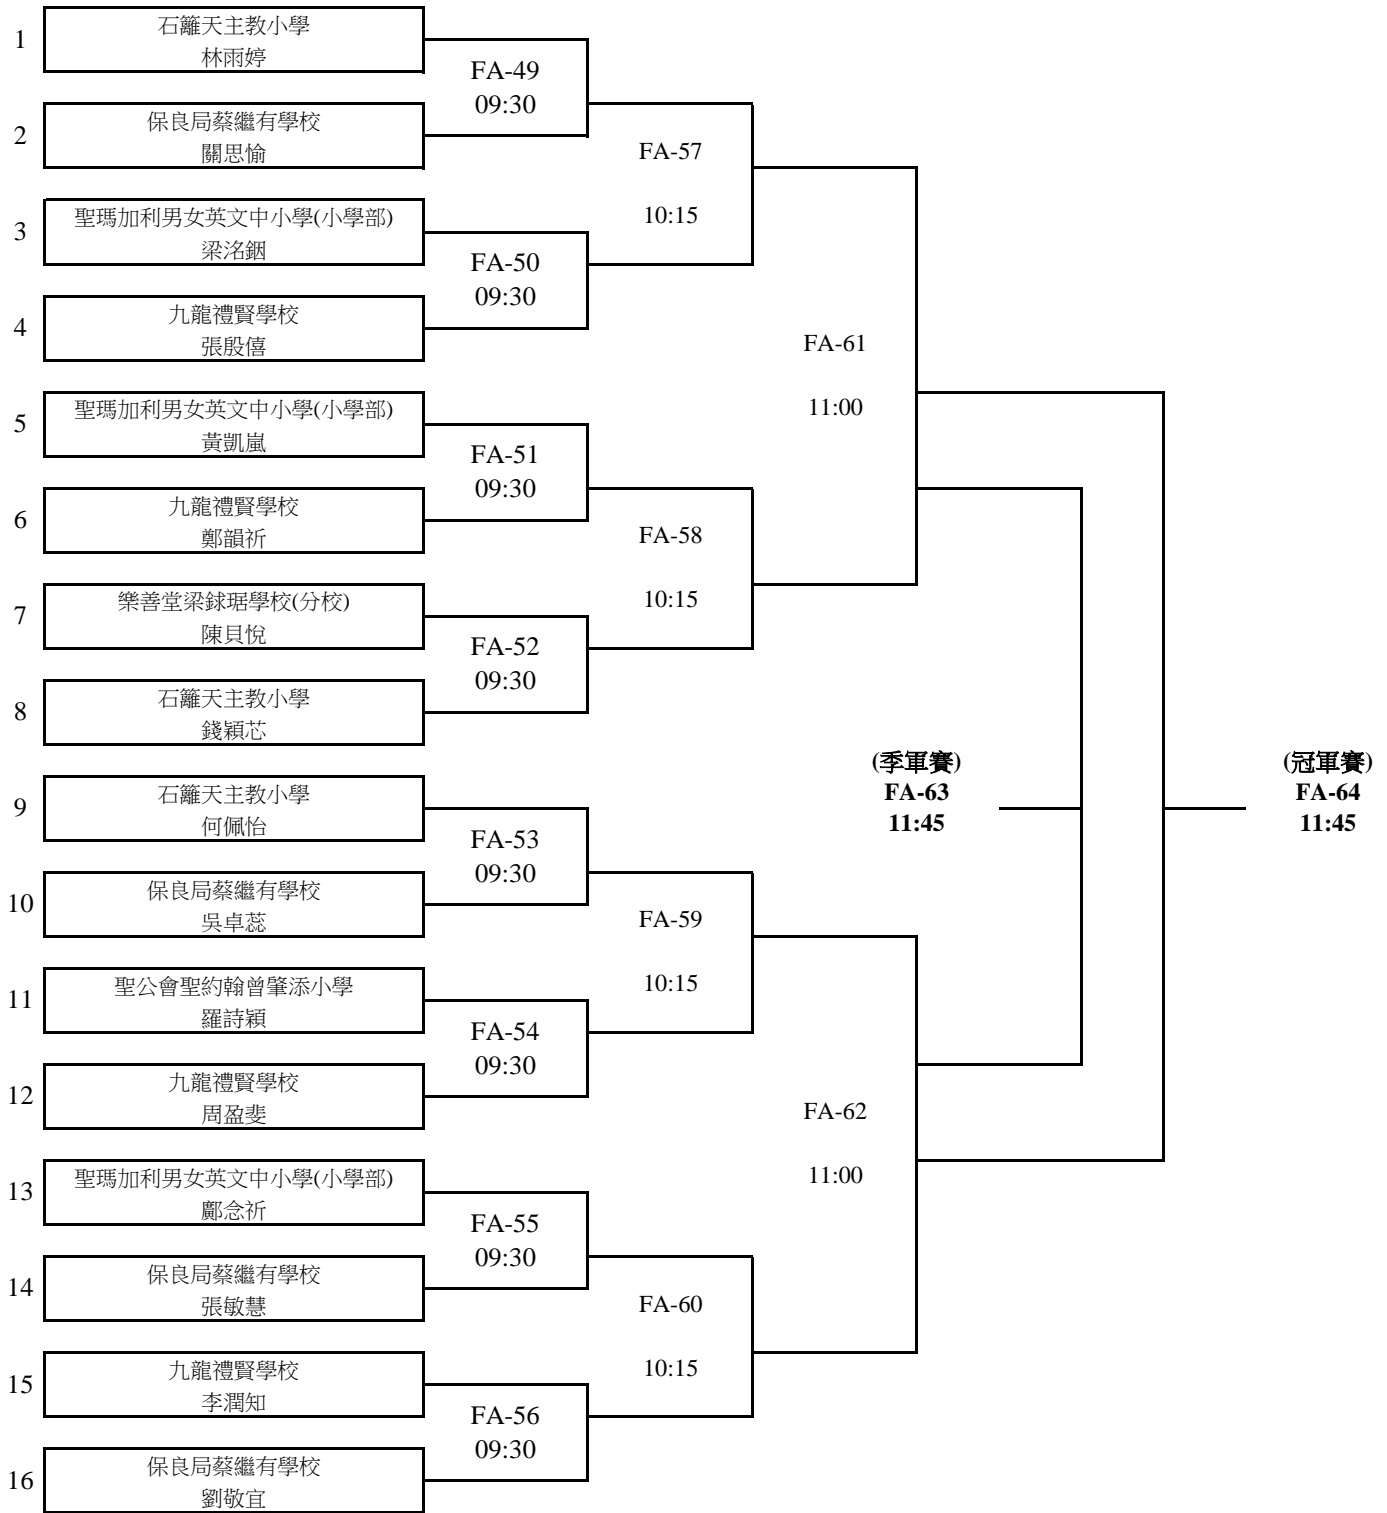 1
石籬天主教小學
林雨婷
FA-49
09:30
2
保良局蔡繼有學校
關思愉
FA-57
10:15
3
聖瑪加利男女英文中小學(小學部)
梁洺銦
FA-50
09:30
4
九龍禮賢學校
張殷僖
FA-61
11:00
5
聖瑪加利男女英文中小學(小學部)
黃凱嵐
FA-51
09:30
6
九龍禮賢學校
鄭韻祈
FA-58
10:15
7
樂善堂梁銶琚學校(分校)
陳貝悅
FA-52
09:30
8
石籬天主教小學
錢穎芯
(季軍賽)
FA-63
11:45
(冠軍賽)
FA-64
11:45
9
石籬天主教小學
何佩怡
FA-53
09:30
10
保良局蔡繼有學校
吳卓蕊
FA-59
10:15
11
聖公會聖約翰曾肇添小學
羅詩穎
FA-54
09:30
12
九龍禮賢學校
周盈斐
FA-62
11:00
13
聖瑪加利男女英文中小學(小學部)
鄺念祈
FA-55
09:30
14
保良局蔡繼有學校
張敏慧
FA-60
10:15
15
九龍禮賢學校
李潤知
FA-56
09:30
16
保良局蔡繼有學校
劉敬宜